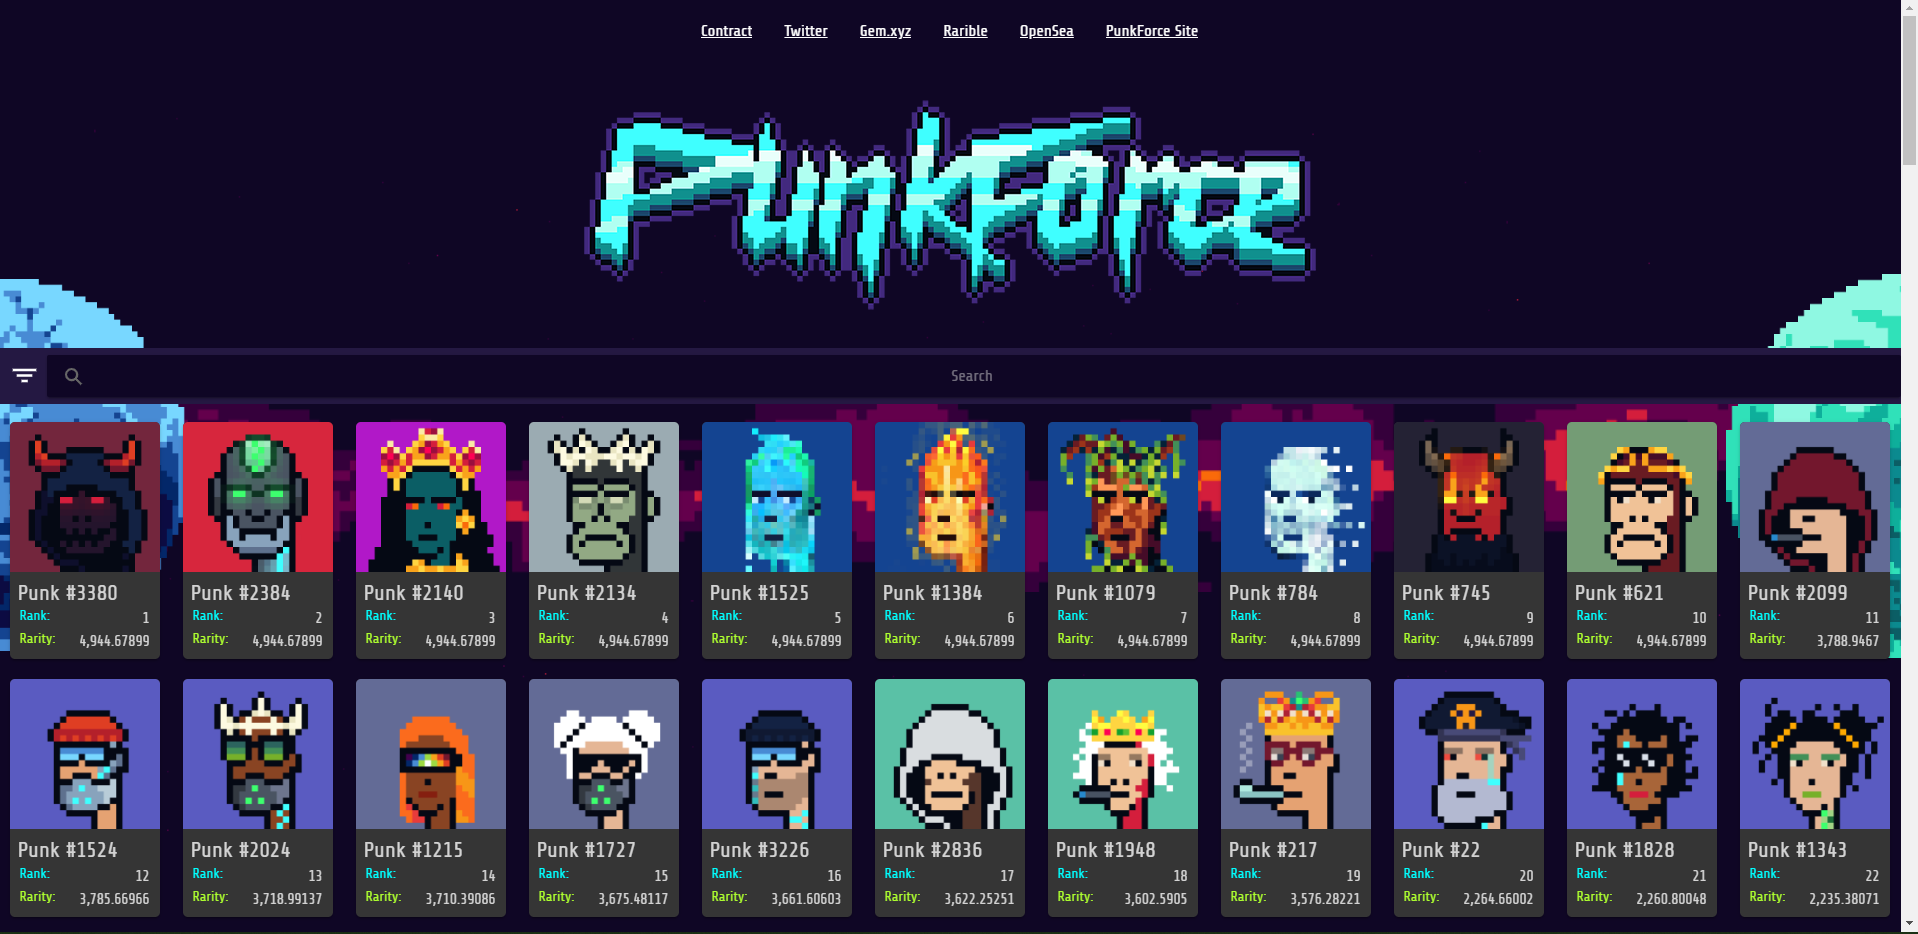 Contract Twitter Gem.xyz Rarible OpenSea PunkForce Site
PunkForce
Search
Punk #3380
Rank: 1
Rarity: 4,944.67899
Punk #2384
Rank: 2
Rarity: 4,944.67899
Punk #2140
Rank: 3
Rarity: 4,944.67899
Punk #2134
Rank: 4
Rarity: 4,944.67899
Punk #1525
Rank: 5
Rarity: 4,944.67899
Punk #1384
Rank: 6
Rarity: 4,944.67899
Punk #1079
Rank: 7
Rarity: 4,944.67899
Punk #784
Rank: 8
Rarity: 4,944.67899
Punk #745
Rank: 9
Rarity: 4,944.67899
Punk #621
Rank: 10
Rarity: 4,944.67899
Punk #2099
Rank: 11
Rarity: 3,788.9467
Punk #1524
Rank: 12
Rarity: 3,785.66966
Punk #2024
Rank: 13
Rarity: 3,718.99137
Punk #1215
Rank: 14
Rarity: 3,710.39086
Punk #1727
Rank: 15
Rarity: 3,675.48117
Punk #3226
Rank: 16
Rarity: 3,661.60603
Punk #2836
Rank: 17
Rarity: 3,622.25251
Punk #1948
Rank: 18
Rarity: 3,602.5905
Punk #217
Rank: 19
Rarity: 3,576.28221
Punk #22
Rank: 20
Rarity: 2,264.66002
Punk #1828
Rank: 21
Rarity: 2,260.80048
Punk #1343
Rank: 22
Rarity: 2,235.38071